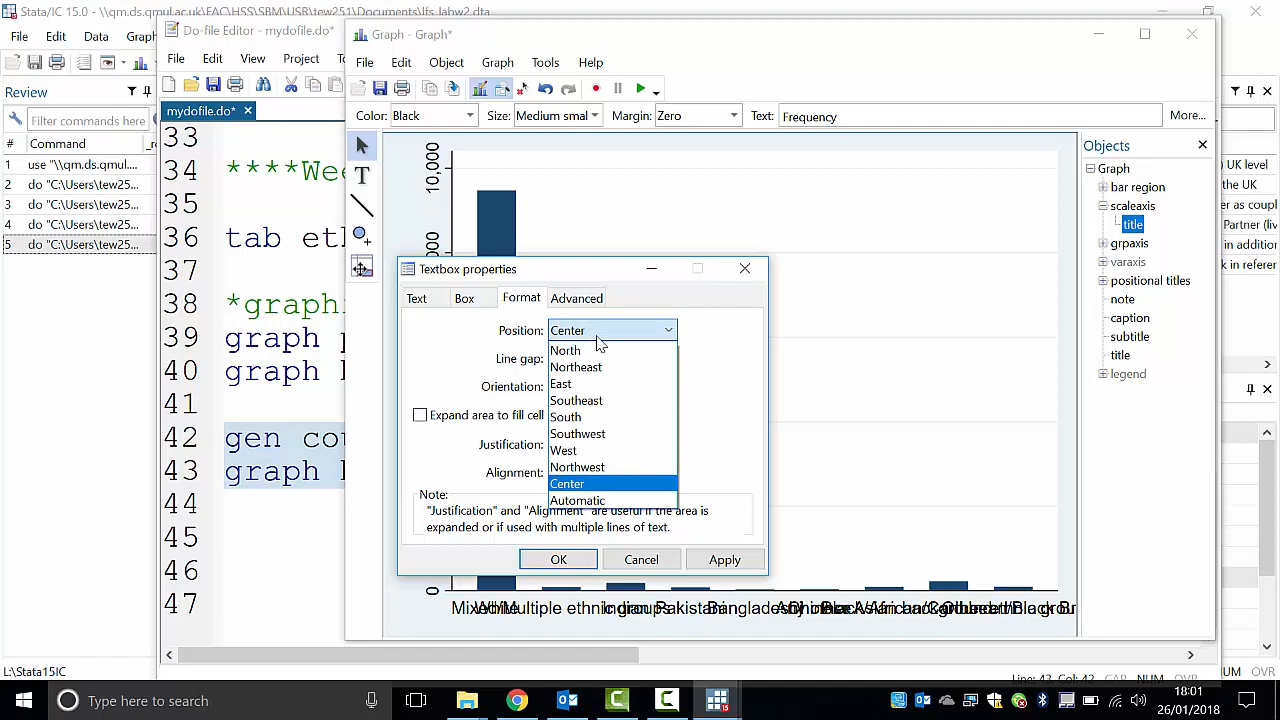 Stata/IC 15.0 - \\qm.ds.qmul.ac.uk\FAC\HSS\SBM\USR\tew251\Documents\lfs_labw2.dta
File Edit Data Graph
Review
Filter commands here
# Command
1 use "\\qm.ds.qmul....
2 do "C:\Users\tew25...
3 do "C:\Users\tew25...
4 do "C:\Users\tew25...
5 do "C:\Users\tew25...
L:\Stata15IC
Do-file Editor - mydofile.do*
File Edit View Project
mydofile.do*
33
34 ****Wee
35
36 tab eth
37
38 *graphi
39 graph
40 graph
41
42 gen cou
43 graph
44
45
46
47
Graph - Graph*
File Edit Object Graph Tools Help
Color: Black Size: Medium smal Margin: Zero Text: Frequency More...
T
10,000
0
Objects
Graph
bar region
scaleaxis
title
grpaxis
varaxis
positional titles
note
caption
subtitle
title
legend
Textbox properties
Text Box Format Advanced
Position: Center
North
Northeast
East
Southeast
South
Southwest
West
Northwest
Center
Automatic
Line gap:
Orientation:
Expand area to fill cell
Justification:
Alignment:
Note:
"Justification" and "Alignment" are useful if the area is
expanded or if used with multiple lines of text.
OK Cancel Apply
UK level
the UK
er as coupl
Partner (liv
in addition
k in referer
CAP NUM OVR
Type here to search
18:01
26/01/2018